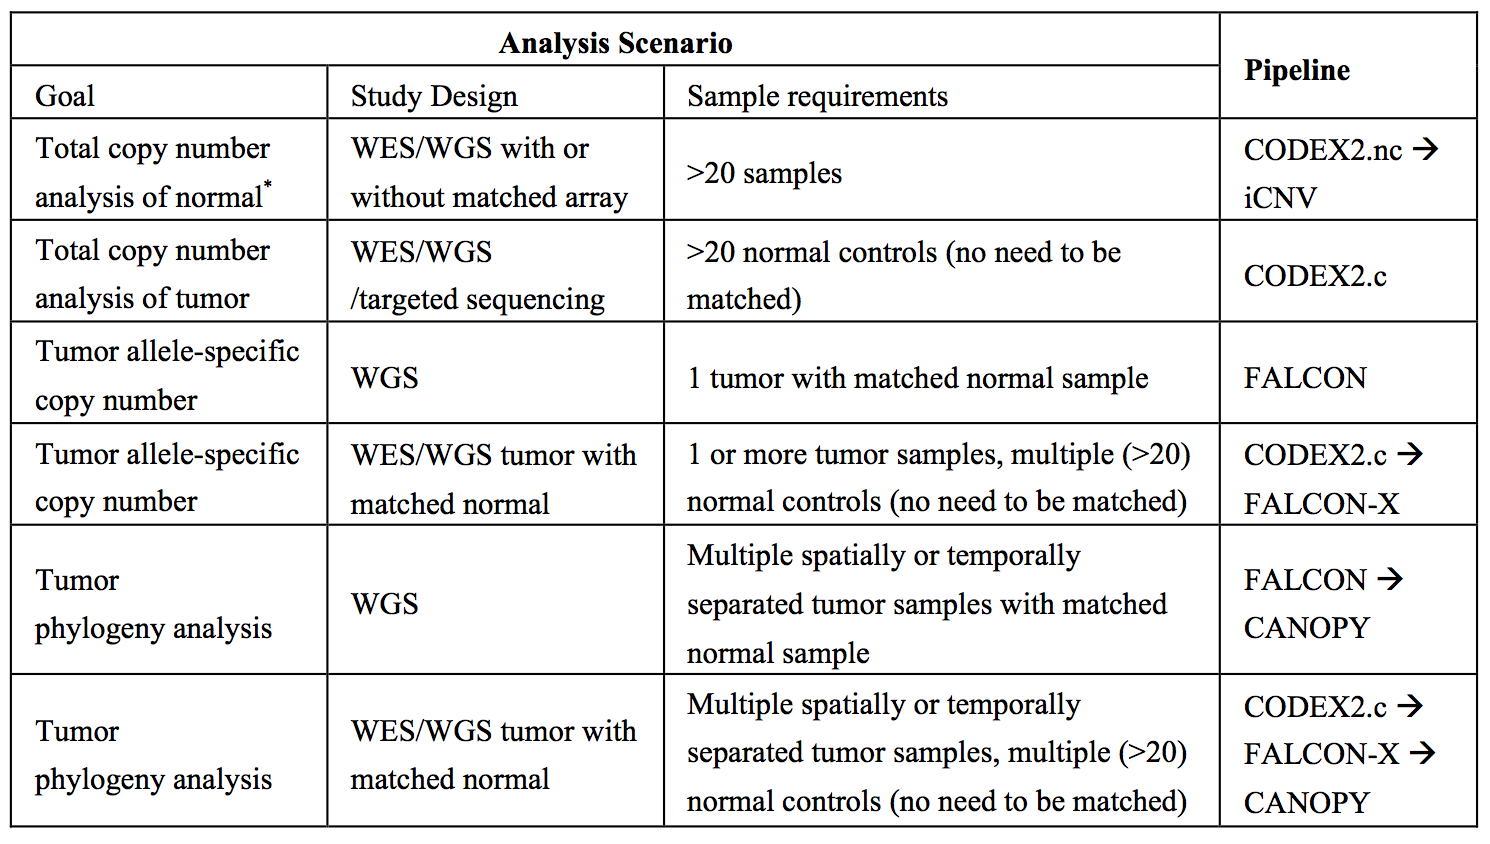 Analysis Scenario
Pipeline
Goal
Study Design
Sample requirements
Total copy number
analysis of normal*
WES/WGS with or
without matched array
>20 samples
CODEX2.nc →
iCNV
Total copy number
analysis of tumor
WES/WGS
/targeted sequencing
>20 normal controls (no need to be
matched)
CODEX2.c
Tumor allele-specific
copy number
WGS
1 tumor with matched normal sample
FALCON
Tumor allele-specific
copy number
WES/WGS tumor with
matched normal
1 or more tumor samples, multiple (>20)
normal controls (no need to be matched)
CODEX2.c →
FALCON-X
Tumor
phylogeny analysis
WGS
Multiple spatially or temporally
separated tumor samples with matched
normal sample
FALCON →
CANOPY
Tumor
phylogeny analysis
WES/WGS tumor with
matched normal
Multiple spatially or temporally
separated tumor samples, multiple (>20)
normal controls (no need to be matched)
CODEX2.c →
FALCON-X →
CANOPY